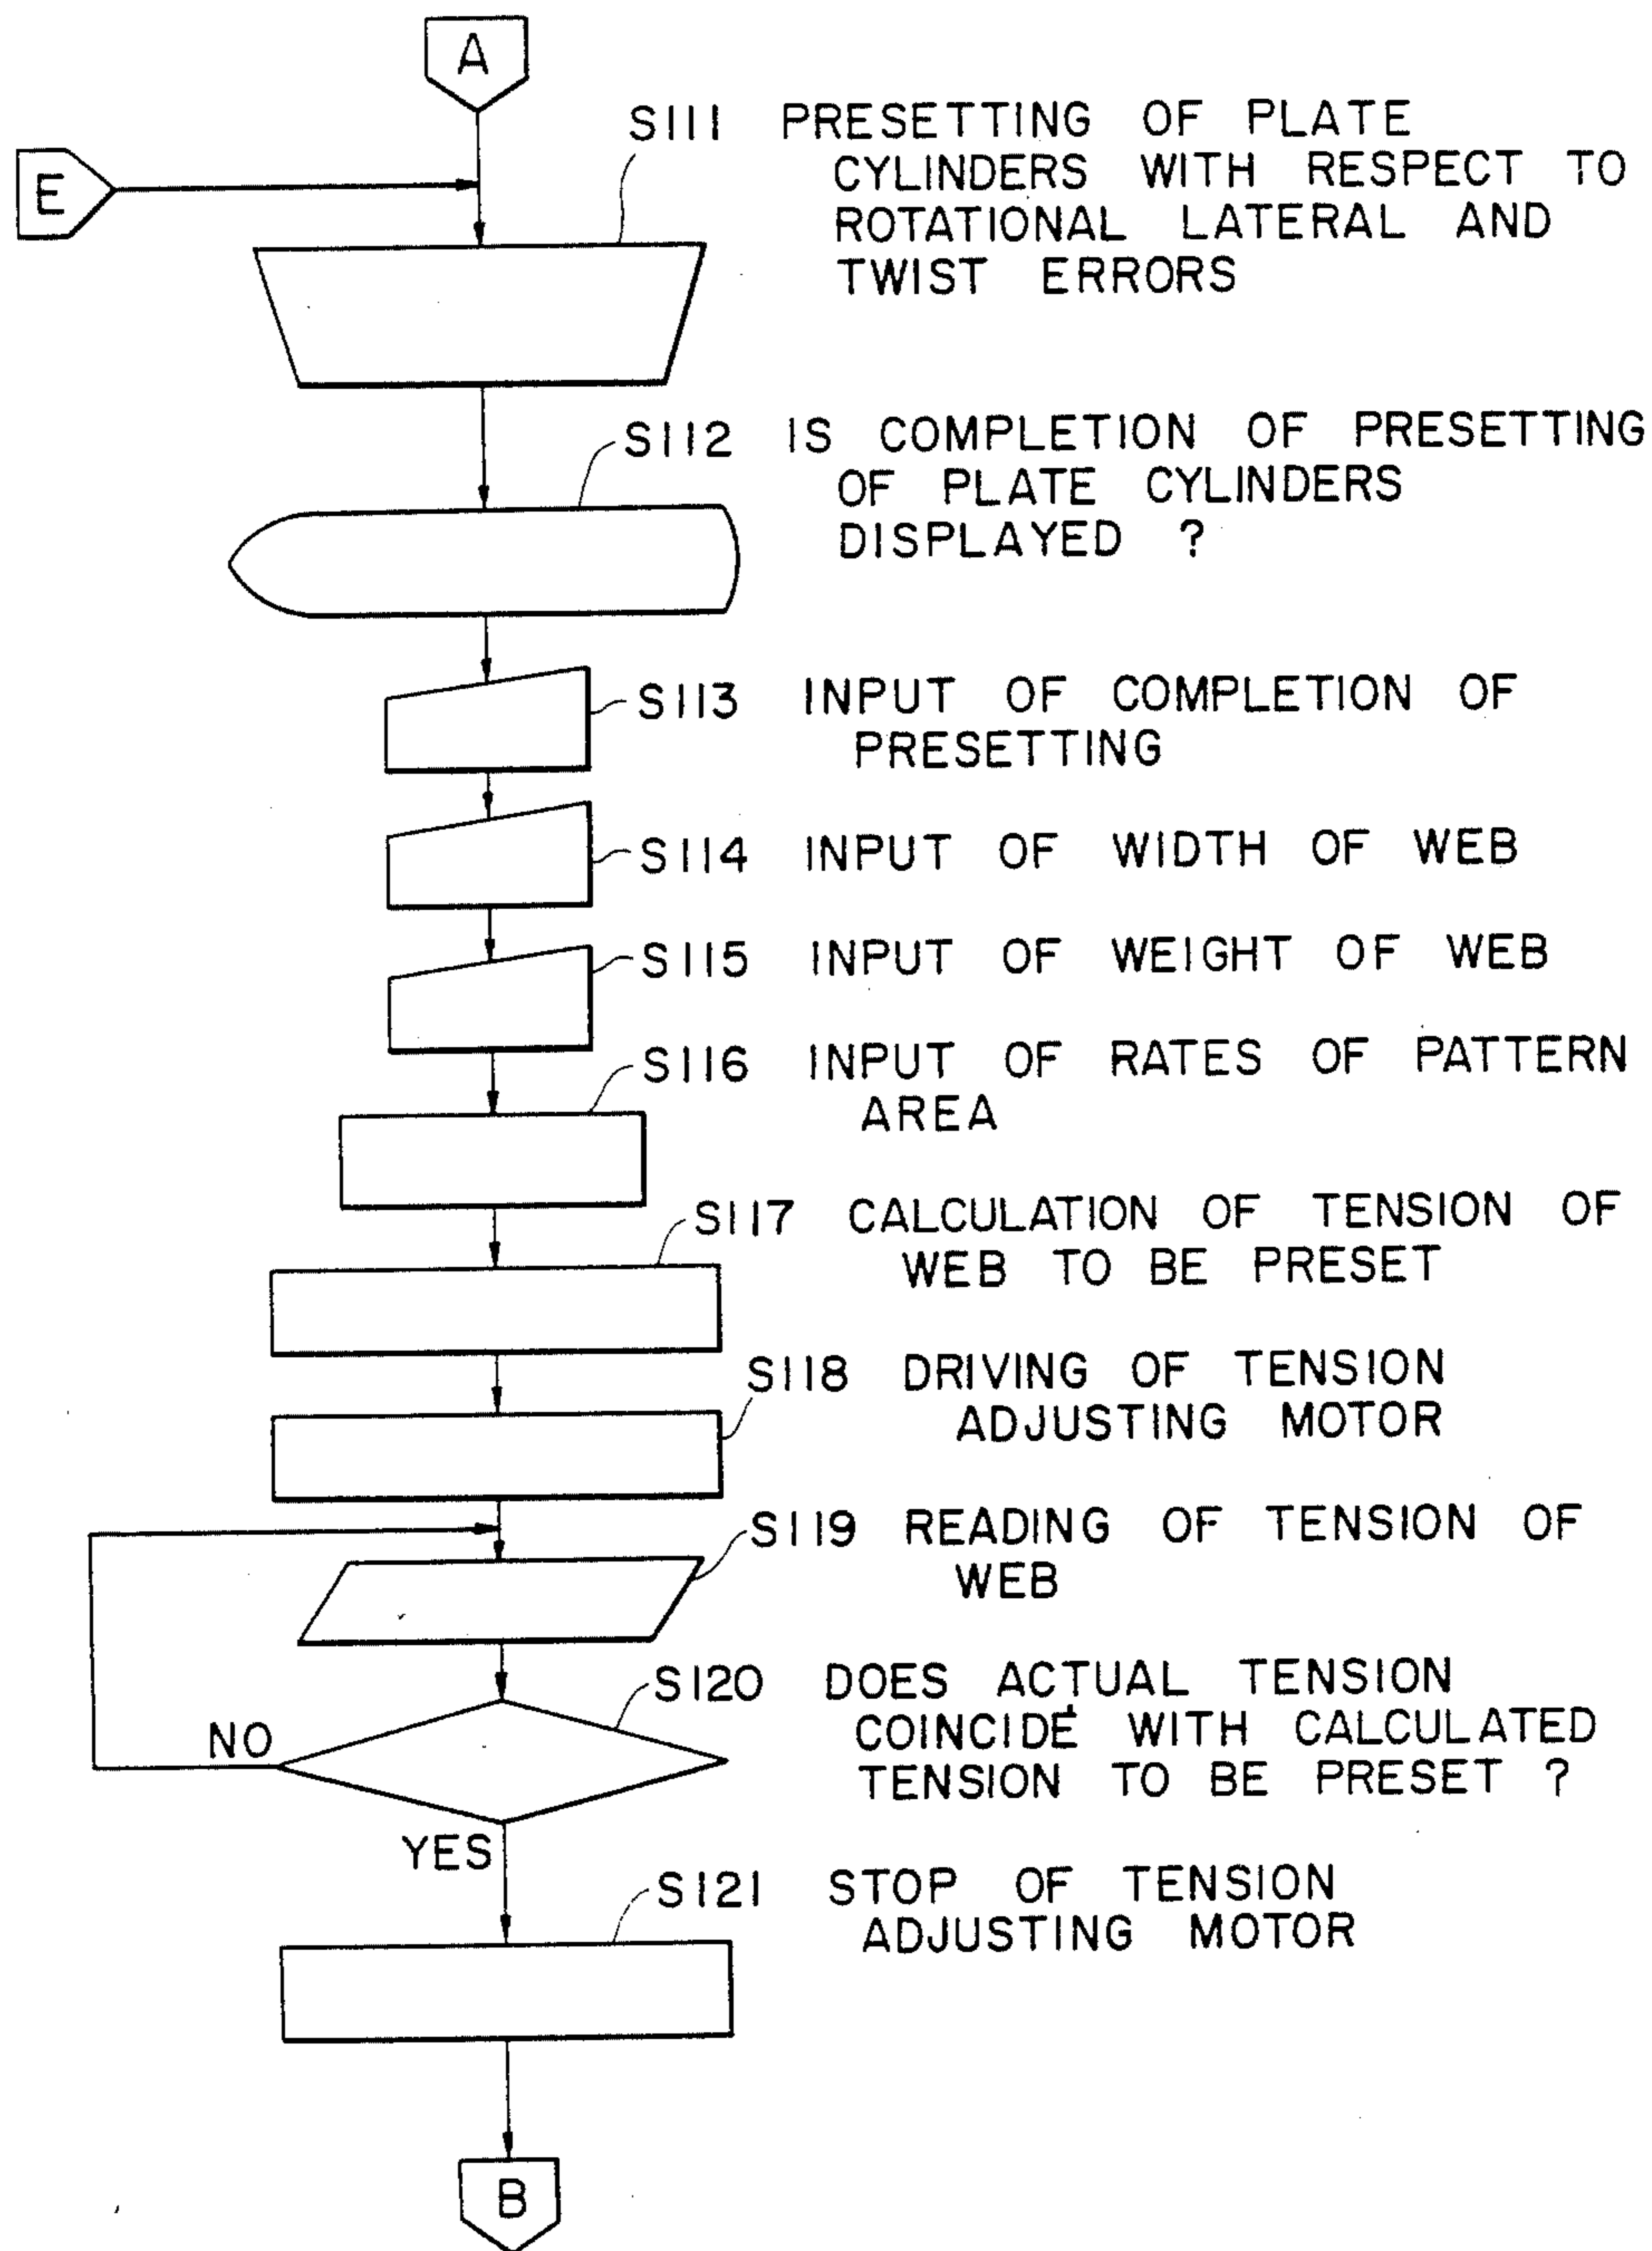 A
E
S111 PRESETTING OF PLATE
CYLINDERS WITH RESPECT TO
ROTATIONAL LATERAL AND
TWIST ERRORS
S112 IS COMPLETION OF PRESETTING
OF PLATE CYLINDERS
DISPLAYED ?
S113 INPUT OF COMPLETION OF
PRESETTING
S114 INPUT OF WIDTH OF WEB
S115 INPUT OF WEIGHT OF WEB
S116 INPUT OF RATES OF PATTERN
AREA
S117 CALCULATION OF TENSION OF
WEB TO BE PRESET
S118 DRIVING OF TENSION
ADJUSTING MOTOR
S119 READING OF TENSION OF
WEB
S120 DOES ACTUAL TENSION
COINCIDE WITH CALCULATED
TENSION TO BE PRESET ?
NO
YES
S121 STOP OF TENSION
ADJUSTING MOTOR
B